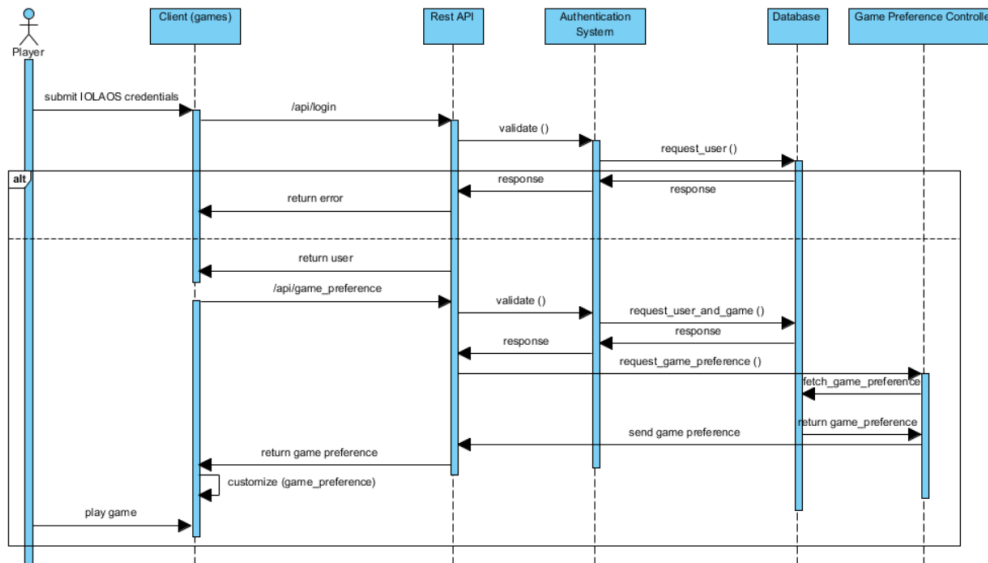 Client (games)
Rest API
Authentication
System
Database
Game Preference Controlle
Player
submit IOLAOS credentials
/api/login
validate ()
request_user ()
alt
response
response
return error
return user
/api/game_preference
validate ()
request_user_and_game ()
response
response
request_game_preference ()
fetch_game_preference
return game_preference
send game preference
return game preference
customize (game_preference)
play game